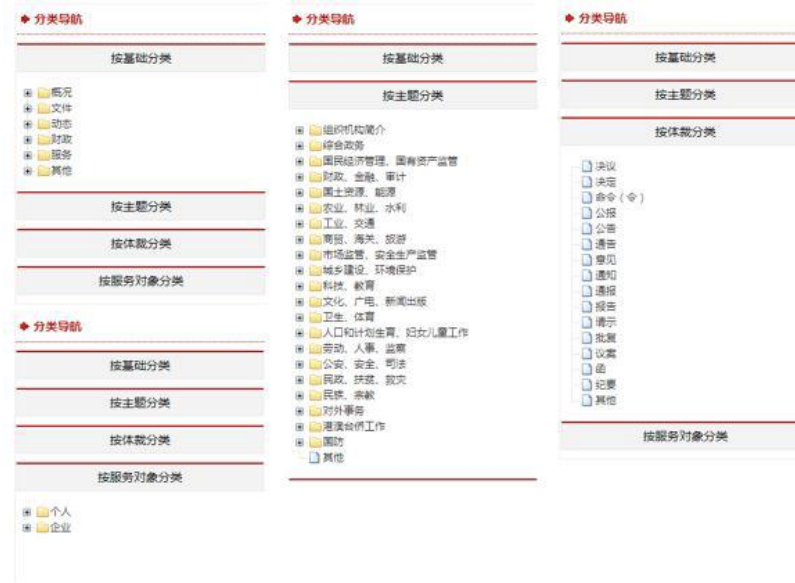 分类导航
按基础分类
概况
文件
动态
财政
服务
其他
按主题分类
按体裁分类
按服务对象分类
分类导航
按基础分类
按主题分类
按体裁分类
按服务对象分类
个人
企业
分类导航
按基础分类
按主题分类
组织机构简介
综合政务
国民经济管理、国有资产监管
财政、金融、审计
国土资源、能源
农业、林业、水利
工业、交通
商贸、海关、旅游
市场监管、安全生产监管
城乡建设、环境保护
科技、教育
文化、广电、新闻出版
卫生、体育
人口和计划生育、妇女儿童工作
劳动、人事、监察
公安、安全、司法
民政、扶贫、救灾
民族、宗教
对外事务
港澳台侨工作
国防
其他
分类导航
按基础分类
按主题分类
按体裁分类
决议
决定
命令(令)
公报
公告
通告
意见
通知
通报
报告
请示
批复
议案
函
纪要
其他
按服务对象分类